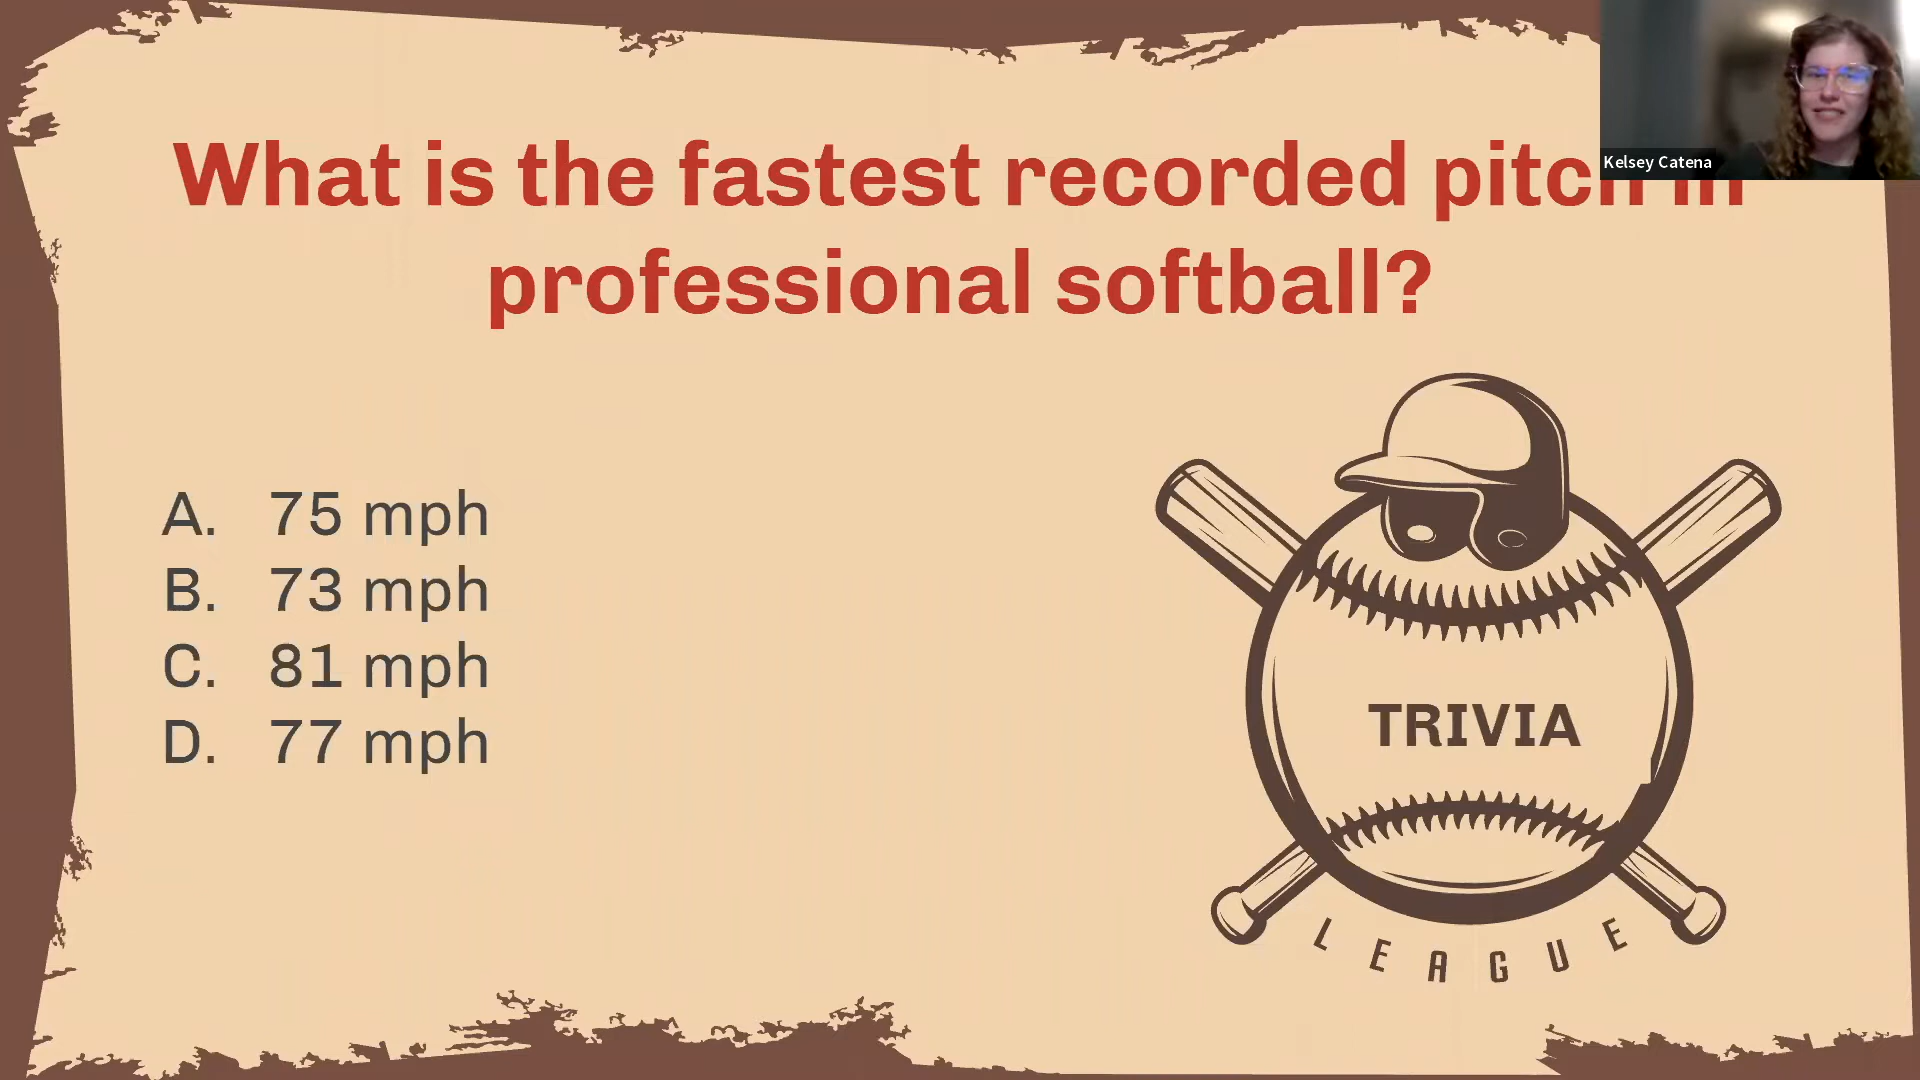 What is the fastest recorded pitch in
professional softball?
Kelsey Catena
A. 75 mph
B. 73 mph
C. 81 mph
D. 77 mph
TRIVIA
LEAGUE